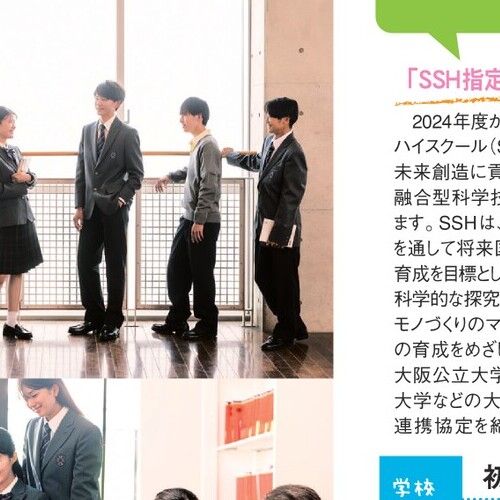 「SSH指定
2024年度か
ハイスクール(S
未来創造に貢
融合型科学技
ます。SSHは、
を通して将来国
育成を目標とし
科学的な探究
モノづくりのマ
の育成をめざ
大阪公立大学
大学などの大
連携協定を締
学校
初